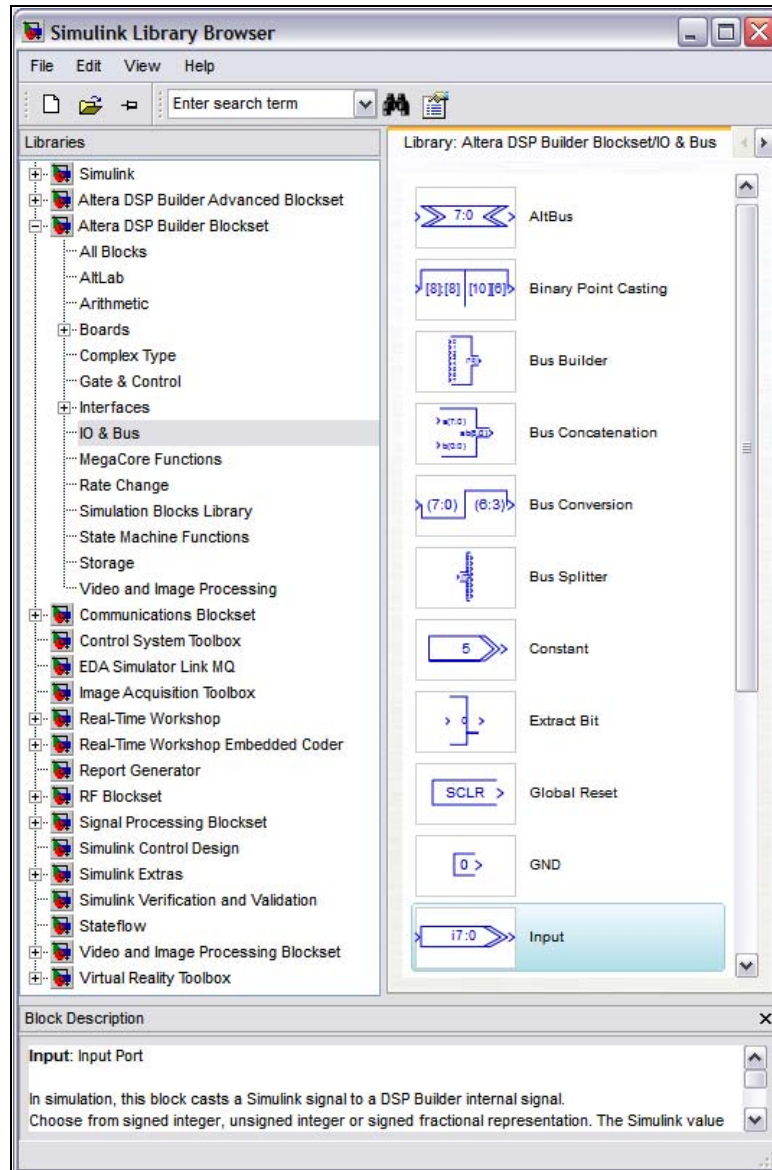 Simulink Library Browser
File Edit View Help
Enter search term
Libraries
Simulink
Altera DSP Builder Advanced Blockset
Altera DSP Builder Blockset
All Blocks
AltLab
Arithmetic
Boards
Complex Type
Gate & Control
Interfaces
IO & Bus
MegaCore Functions
Rate Change
Simulation Blocks Library
State Machine Functions
Storage
Video and Image Processing
Communications Blockset
Control System Toolbox
EDA Simulator Link MQ
Image Acquisition Toolbox
Real-Time Workshop
Real-Time Workshop Embedded Coder
Report Generator
RF Blockset
Signal Processing Blockset
Simulink Control Design
Simulink Extras
Simulink Verification and Validation
Stateflow
Video and Image Processing Blockset
Virtual Reality Toolbox
Library: Altera DSP Builder Blockset/IO & Bus
7:0 AltBus
[8]:[8] [10][6] Binary Point Casting
Bus Builder
a(7:0)
b(0:0)
Bus Concatenation
(7:0) (6:3) Bus Conversion
Bus Splitter
5 Constant
Extract Bit
SCLR Global Reset
0 GND
i7:0 Input
Block Description
Input: Input Port
In simulation, this block casts a Simulink signal to a DSP Builder internal signal.
Choose from signed integer, unsigned integer or signed fractional representation. The Simulink value